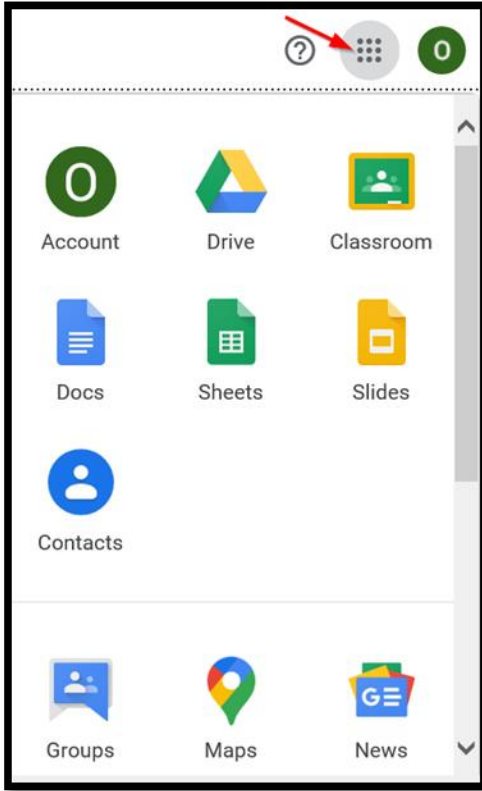 O
O
Account Drive Classroom
Docs Sheets Slides
Contacts
G
Groups Maps News